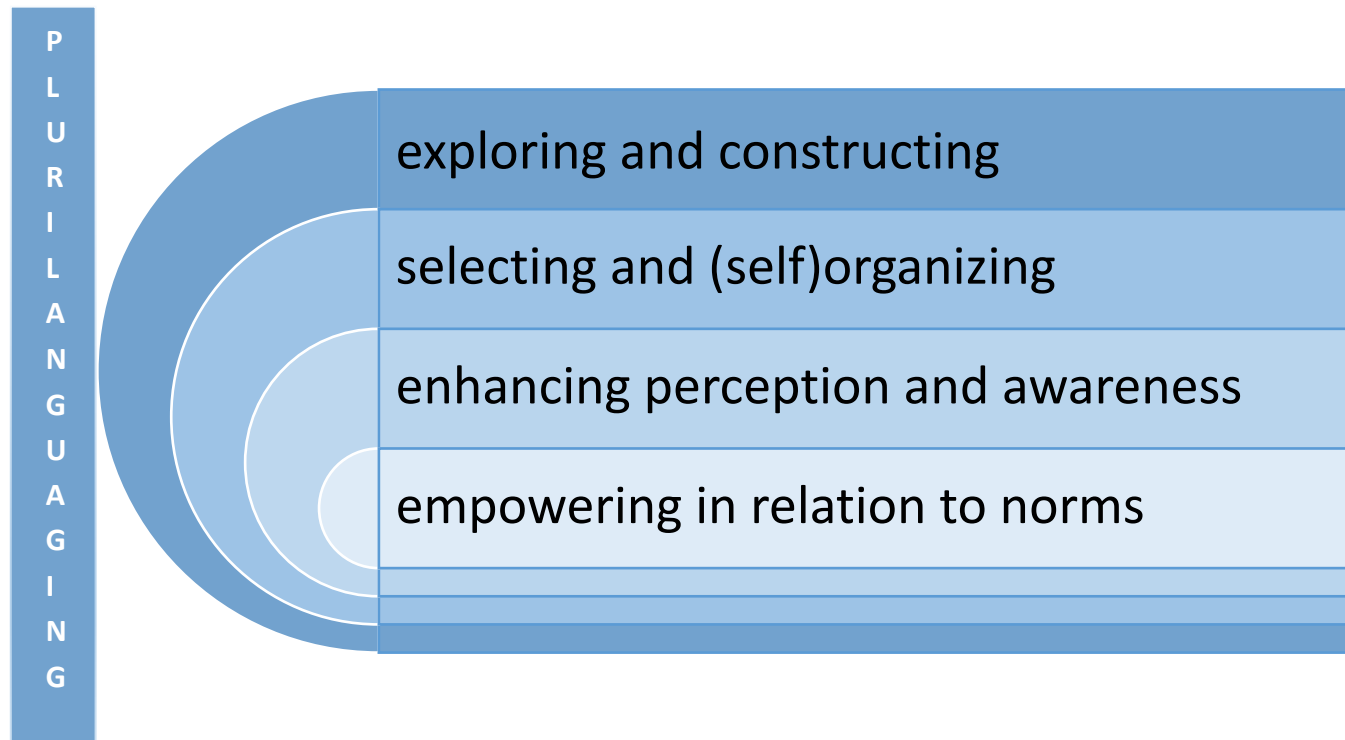 PLURILANGUAGING
exploring and constructing
selecting and (self)organizing
enhancing perception and awareness
empowering in relation to norms